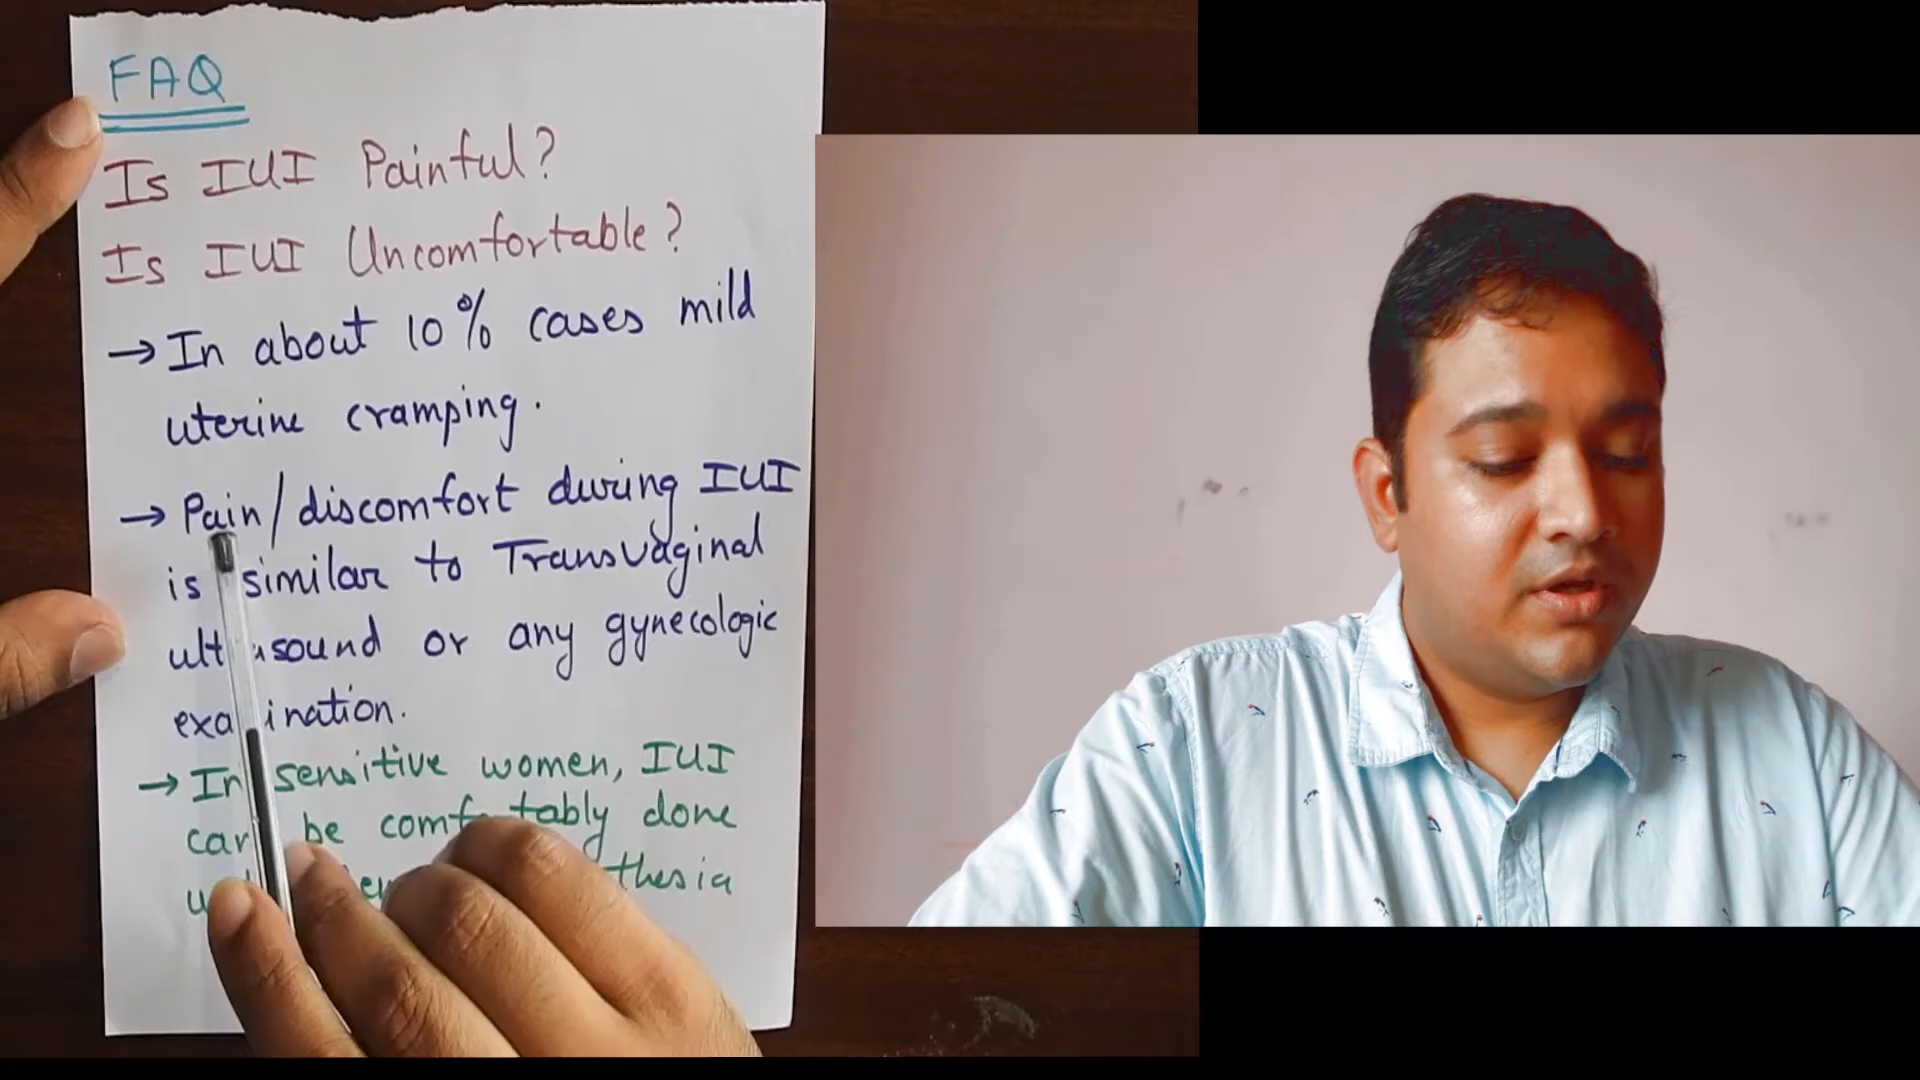 FAQ
Is IUI Painful?
Is IUI Uncomfortable?
→ In about 10% cases mild
uterine cramping.
→ Pain/discomfort during IUI
is similar to Transvaginal
ultrasound or any gynecologic
examination.
→ In sensitive women, IUI
can be comfortably done